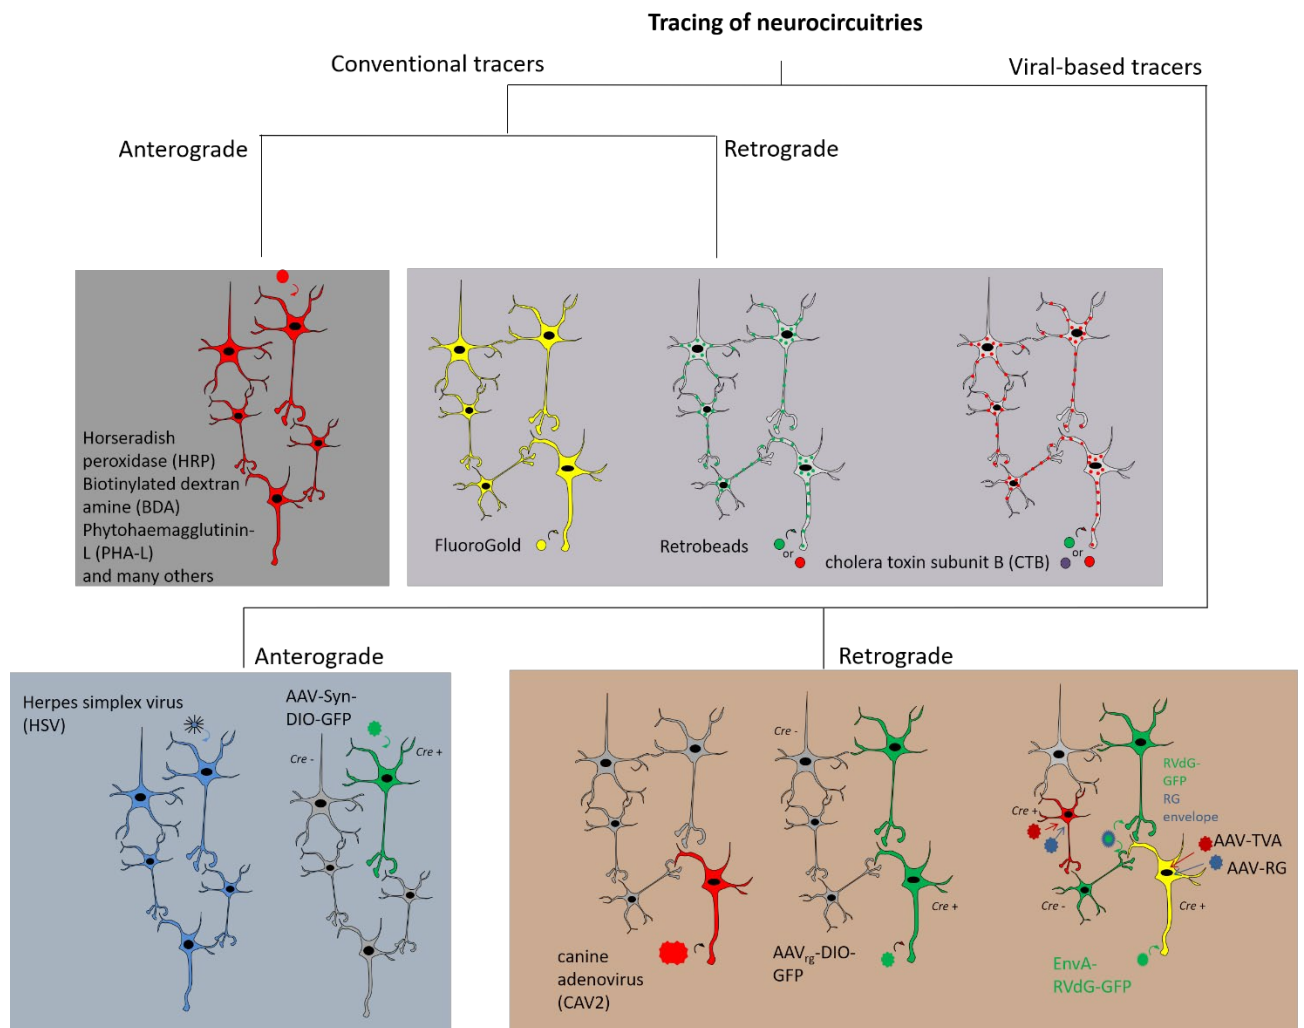 Tracing of neurocircuitries
Conventional tracers
Viral-based tracers
Anterograde
Retrograde
Horseradish
peroxidase (HRP)
Biotinylated dextran
amine (BDA)
Phytohaemagglutinin-
L (PHA-L)
and many others
FluoroGold
Retrobeads
or
cholera toxin subunit B (CTB)
or
Anterograde
Retrograde
Herpes simplex virus
(HSV)
AAV-Syn-
DIO-GFP
Cre -
Cre +
canine
adenovirus
(CAV2)
Cre -
AAVrg-DIO-
GFP
Cre +
RVdG-
GFP
RG
envelope
Cre +
AAV-TVA
AAV-RG
Cre -
Cre +
EnvA-
RVdG-GFP